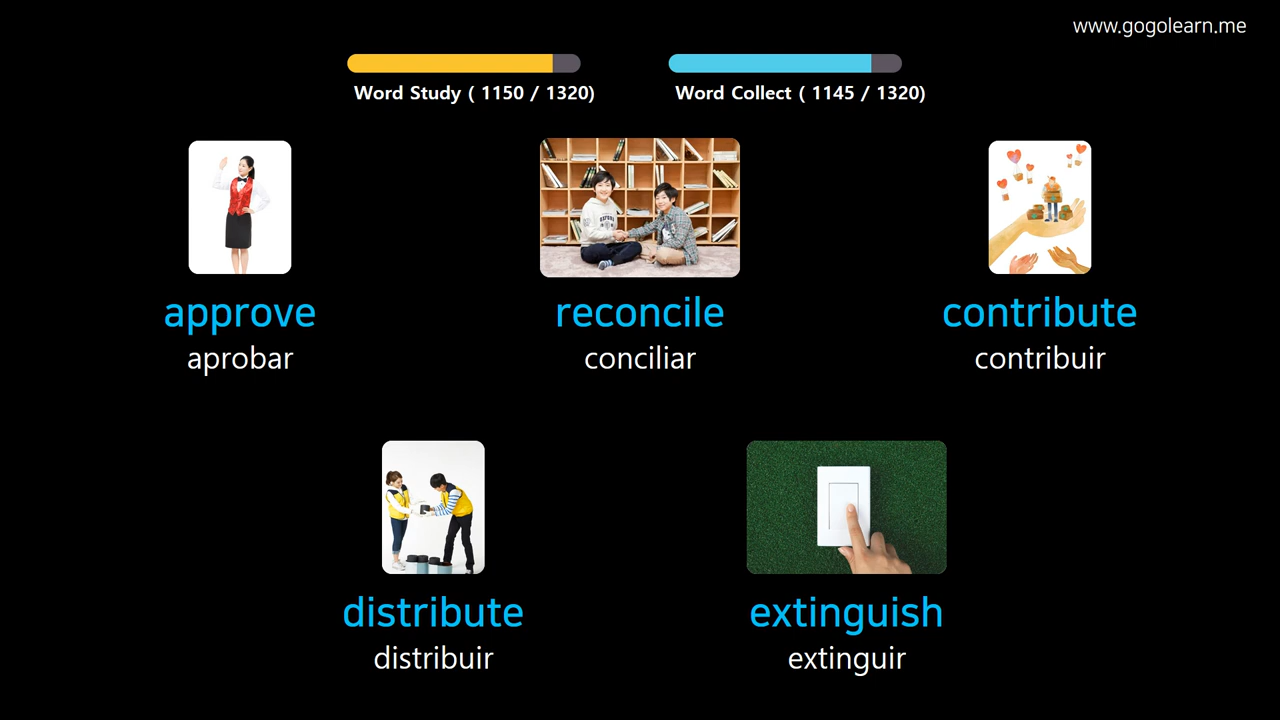 www.gogolearn.me
Word Study ( 1150 / 1320)
Word Collect ( 1145 / 1320)
approve
aprobar
reconcile
conciliar
contribute
contribuir
distribute
distribuir
extinguish
extinguir